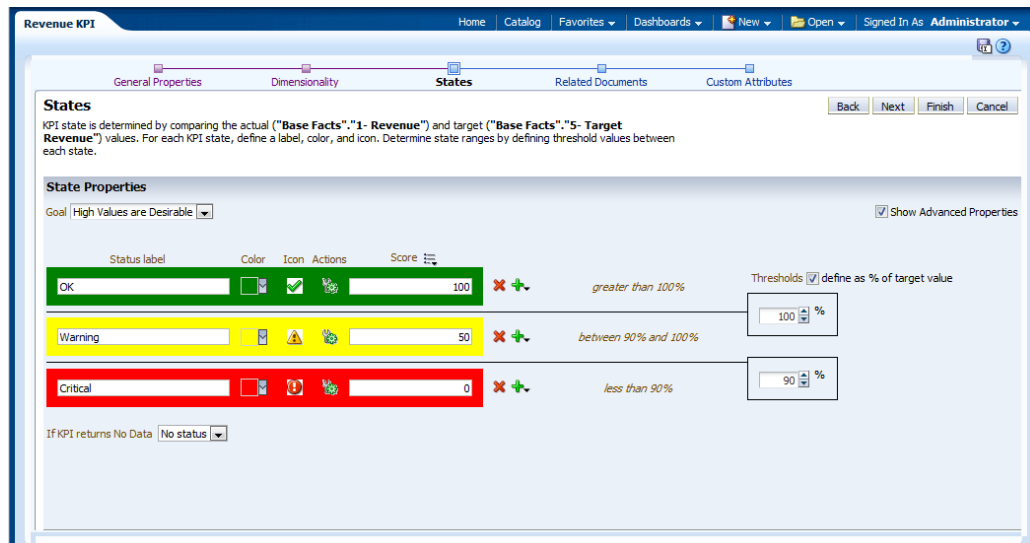 Revenue KPI
Home Catalog Favorites Dashboards New Open Signed In As Administrator
General Properties Dimensionality States Related Documents Custom Attributes
States
Back Next Finish Cancel
KPI state is determined by comparing the actual ("Base Facts"."1- Revenue") and target ("Base Facts"."5- Target
Revenue") values. For each KPI state, define a label, color, and icon. Determine state ranges by defining threshold values between
each state.
State Properties
Goal High Values are Desirable
Show Advanced Properties
Status label Color Icon Actions Score
Thresholds define as % of target value
OK 100 greater than 100%
100 %
Warning 50 between 90% and 100%
90 %
Critical 0 less than 90%
If KPI returns No Data No status